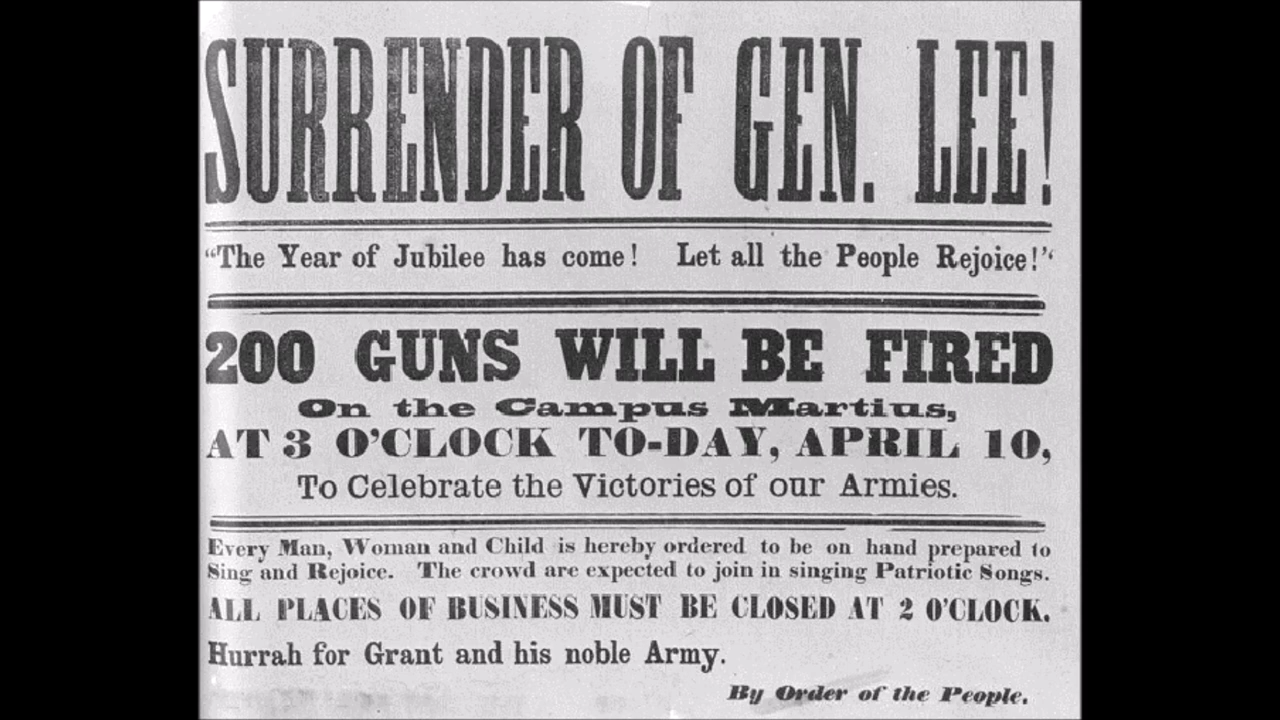 SURRENDER OF GEN. LEE!
“The Year of Jubilee has come! Let all the People Rejoice!”
200 GUNS WILL BE FIRED
On the Campus Martius,
AT 3 O’CLOCK TO-DAY, APRIL 10,
To Celebrate the Victories of our Armies.
Every Man, Woman and Child is hereby ordered to be on hand prepared to
Sing and Rejoice. The crowd are expected to join in singing Patriotic Songs.
ALL PLACES OF BUSINESS MUST BE CLOSED AT 2 O’CLOCK.
Hurrah for Grant and his noble Army.
By Order of the People.